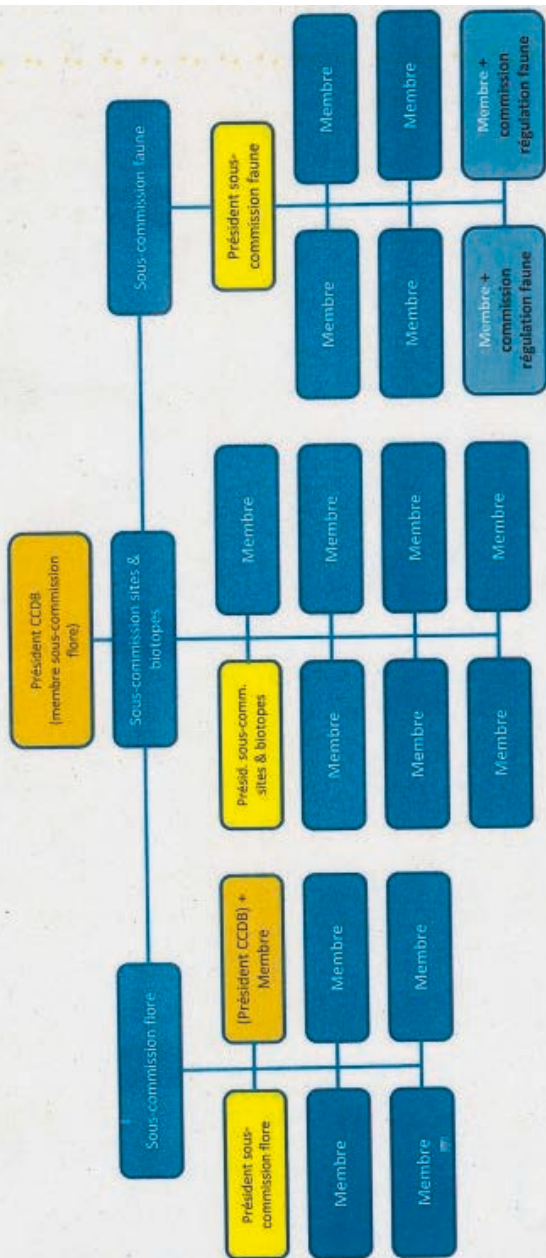 Président CCDB
(membre sous-commission
flore)
Sous-commission flore
Sous-commission sites &
biotopes
Sous-commission faune
Président sous-
commission flore
(Président CCDB) +
Membre
Membre
Membre
Membre
Membre
Présid. sous-comm.
sites & biotopes
Membre
Membre
Membre
Membre
Membre
Membre
Membre
Président sous-
commission faune
Membre
Membre
Membre
Membre
Membre +
commission
régulation faune
Membre +
commission
régulation faune